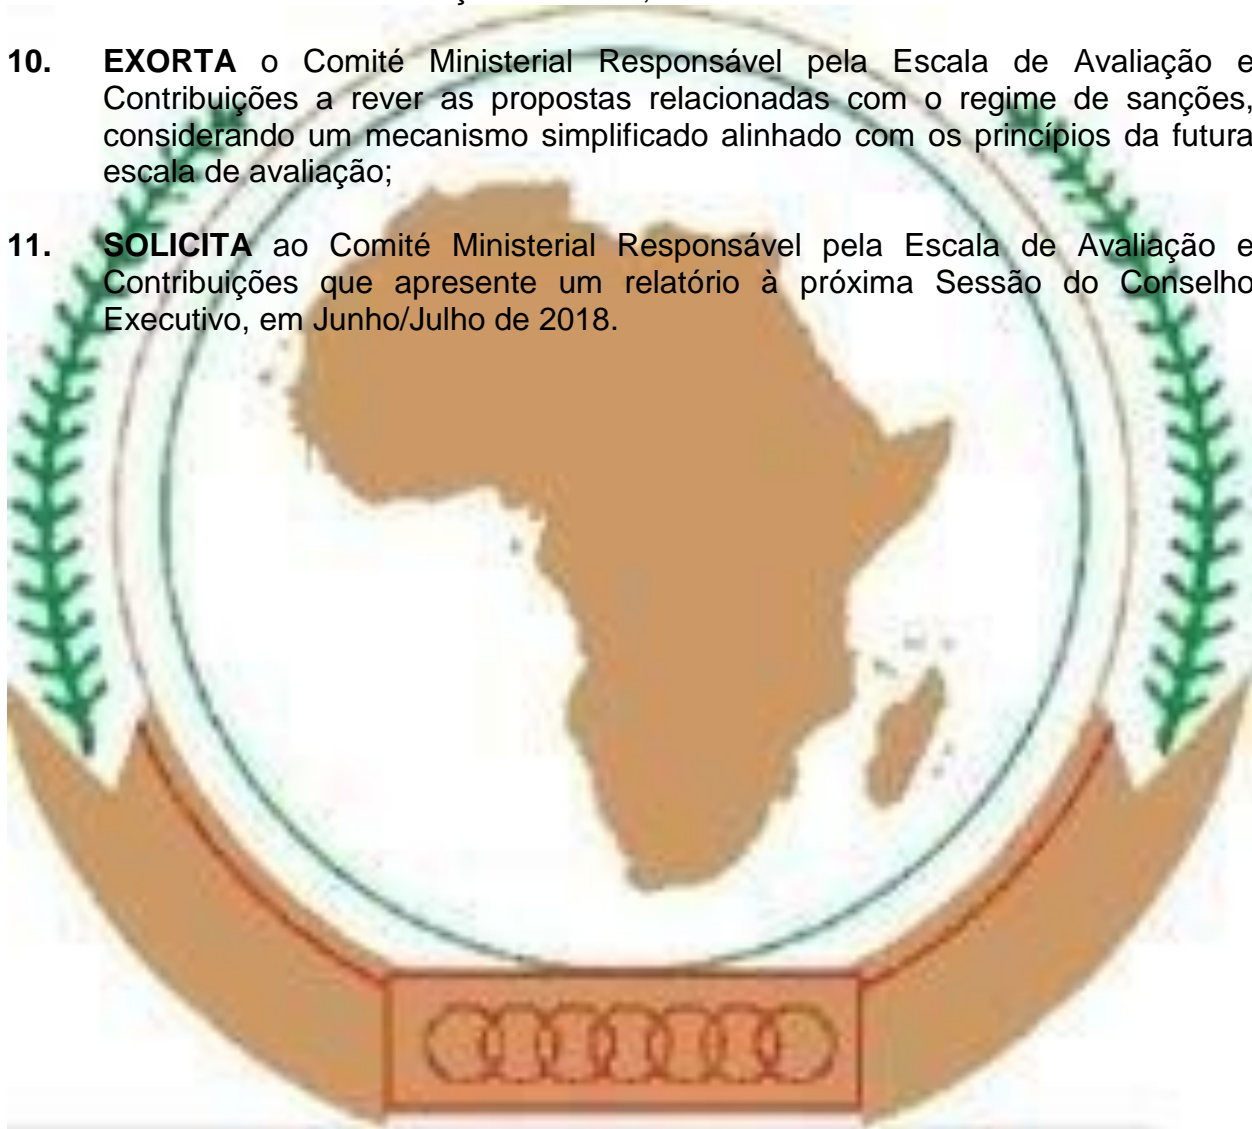 10. EXORTA o Comité Ministerial Responsável pela Escala de Avaliação e
Contribuições a rever as propostas relacionadas com o regime de sanções,
considerando um mecanismo simplificado alinhado com os princípios da futura
escala de avaliação;
11. SOLICITA ao Comité Ministerial Responsável pela Escala de Avaliação e
Contribuições que apresente um relatório à próxima Sessão do Conselho
Executivo, em Junho/Julho de 2018.